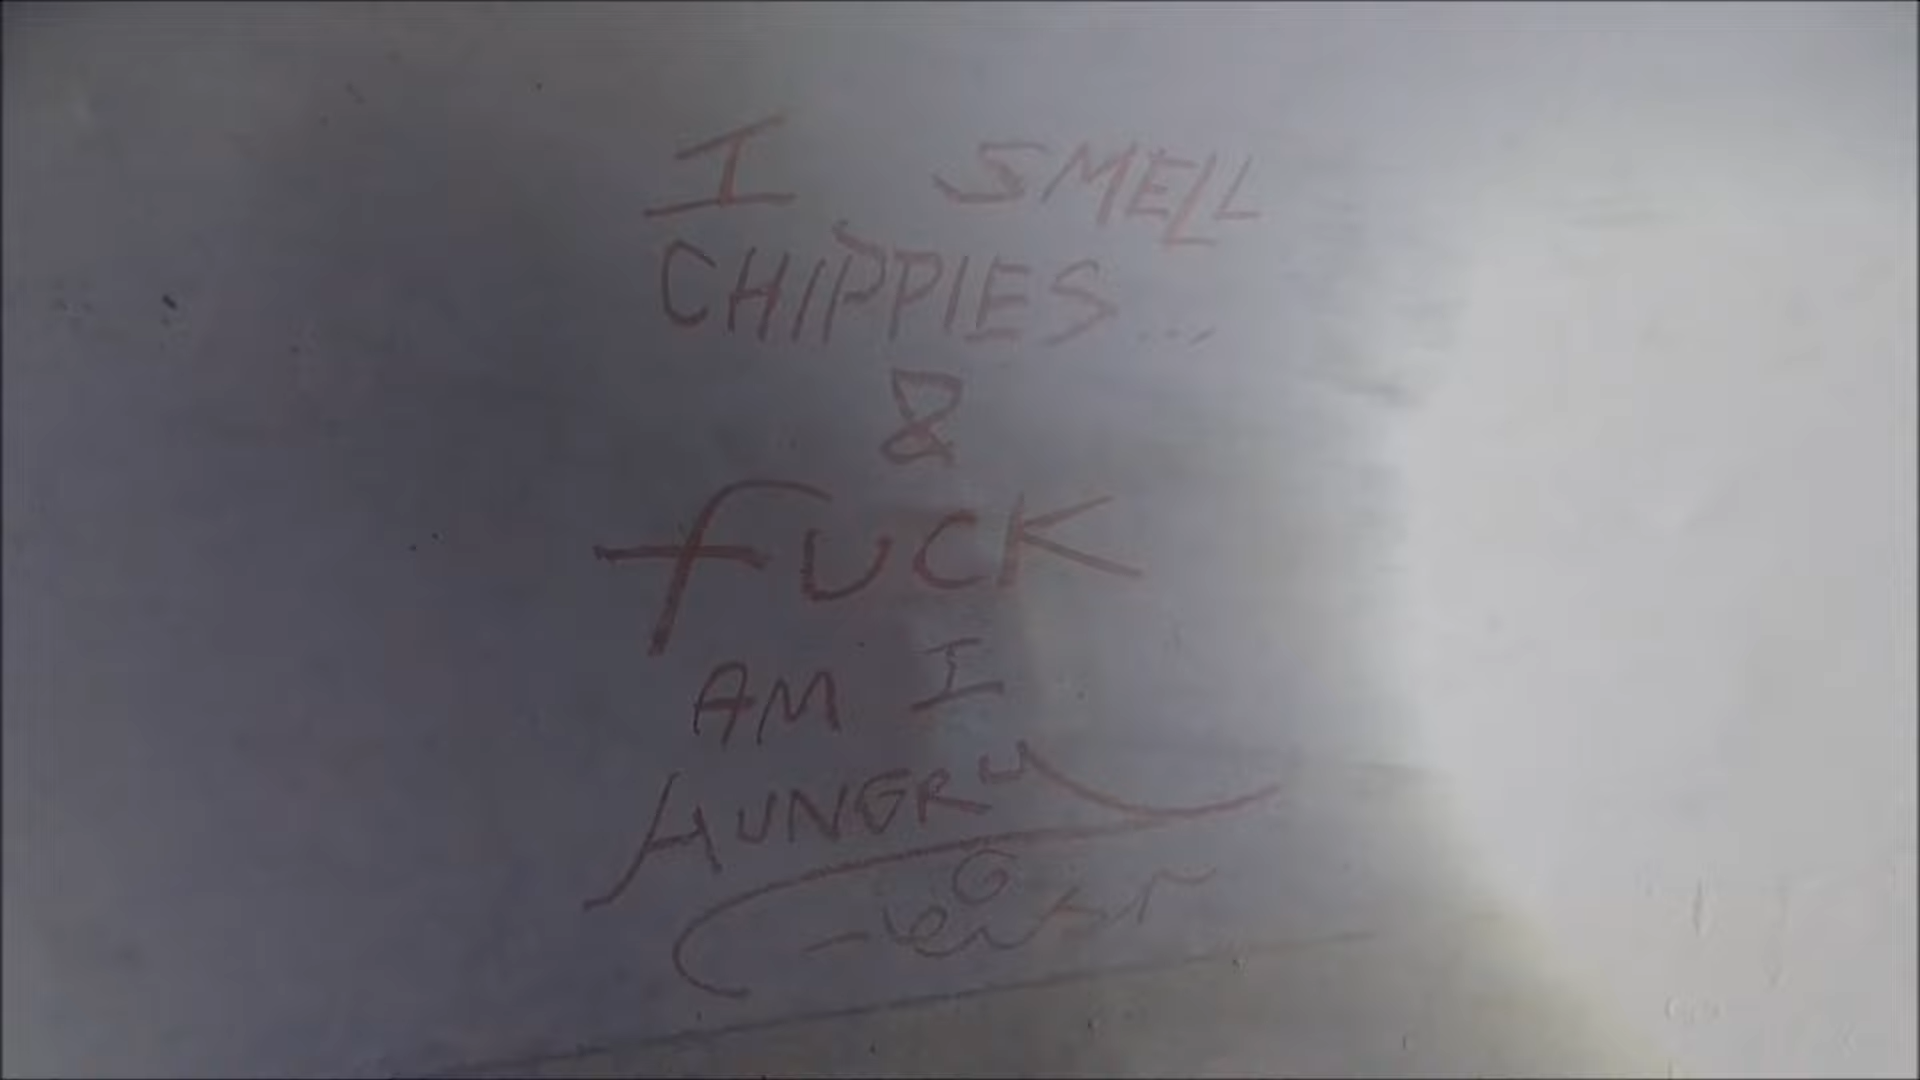 I SMELL
CHIPPIES...
&
fUCK
AM I
HUNGRY